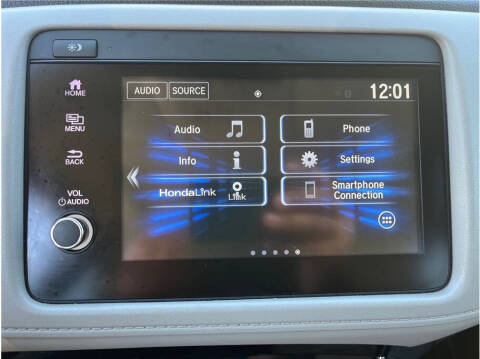 HOME
MENU
BACK
VOL
AUDIO
AUDIO SOURCE 12:01
Audio Phone
Info i Settings
HondaLink Link Smartphone
Connection